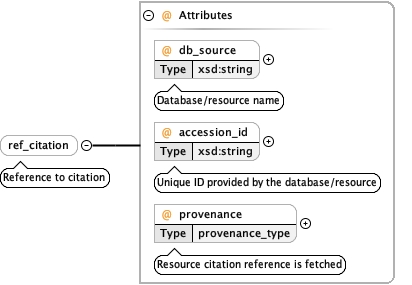 @ Attributes
@ db_source
Type xsd:string
Database/resource name
@ accession_id
Type xsd:string
Unique ID provided by the database/resource
ref_citation
Reference to citation
@ provenance
Type provenance_type
Resource citation reference is fetched